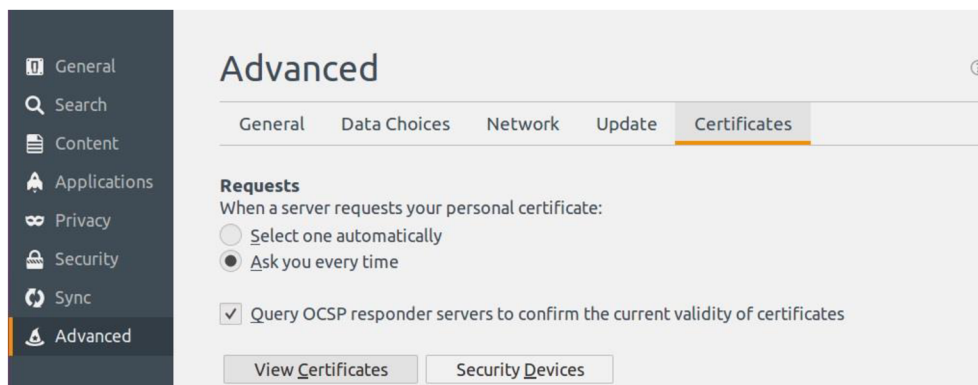 General
Search
Content
Applications
Privacy
Security
Sync
Advanced
Advanced
General Data Choices Network Update Certificates
Requests
When a server requests your personal certificate:
Select one automatically
Ask you every time
Query OCSP responder servers to confirm the current validity of certificates
View Certificates Security Devices